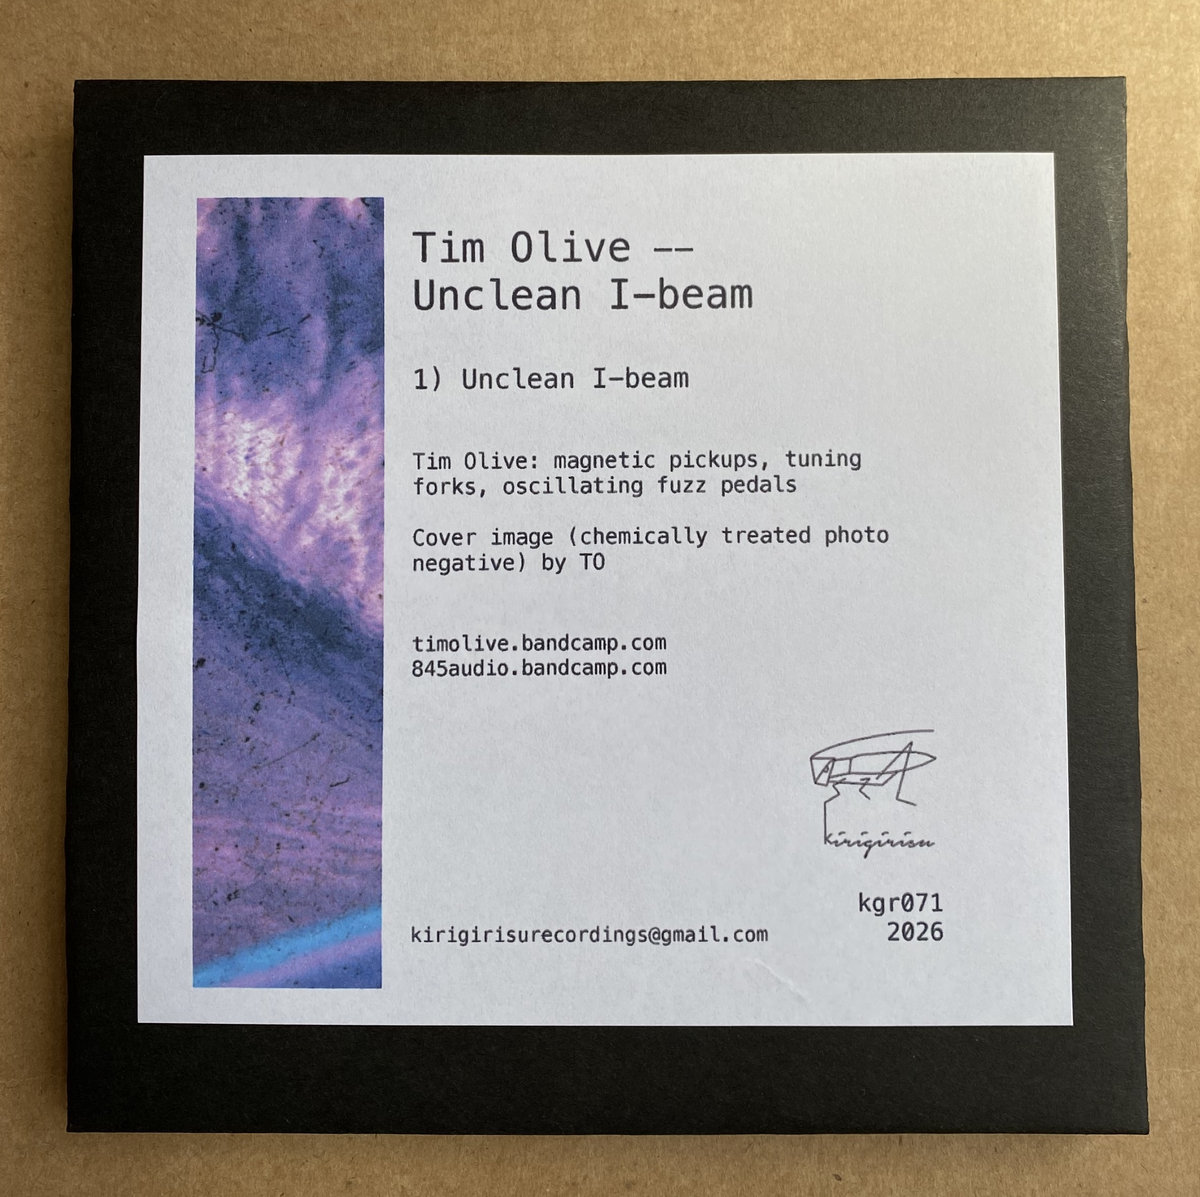 Tim Olive ––
Unclean I-beam
1) Unclean I-beam
Tim Olive: magnetic pickups, tuning
forks, oscillating fuzz pedals
Cover image (chemically treated photo
negative) by TO
timolive.bandcamp.com
845audio.bandcamp.com
kirigirisu
kgr071
kirigirisurecordings@gmail.com
2026